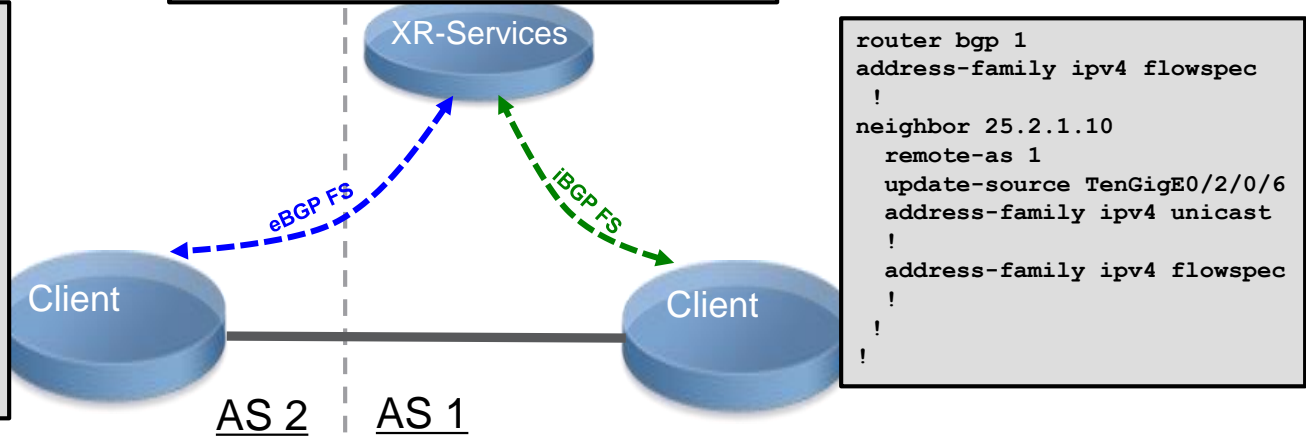 XR-Services
eBGP FS
iBGP FS
Client
Client
AS 2
AS 1
router bgp 1
address-family ipv4 flowspec
!
neighbor 25.2.1.10
remote-as 1
update-source TenGigE0/2/0/6
address-family ipv4 unicast
!
address-family ipv4 flowspec
!
!
!